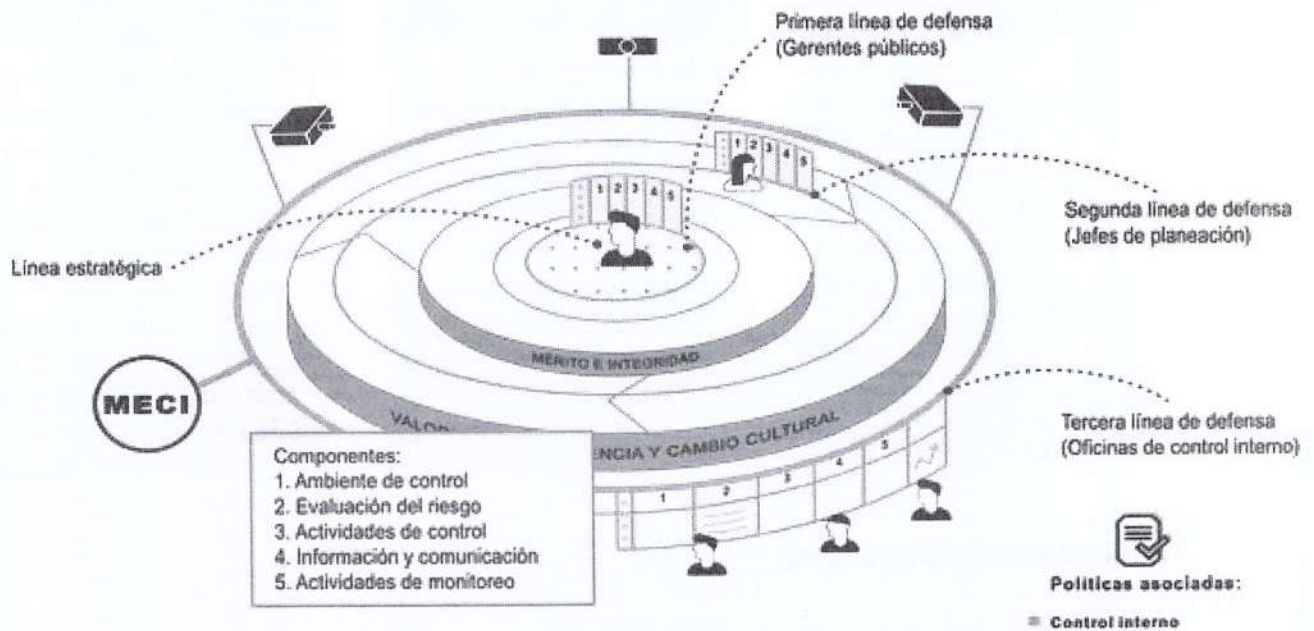 Primera línea de defensa
(Gerentes públicos)
1 2 3 4 5
1 2 3 4 5
Segunda línea de defensa
(Jefes de planeación)
Línea estratégica
MÉRITO E INTEGRIDAD
MECI
VALOR
ENCIA Y CAMBIO CULTURAL
Tercera línea de defensa
(Oficinas de control interno)
Componentes:
1. Ambiente de control
2. Evaluación del riesgo
3. Actividades de control
4. Información y comunicación
5. Actividades de monitoreo
1 2 3 4 5
Políticas asociadas:
Control interno